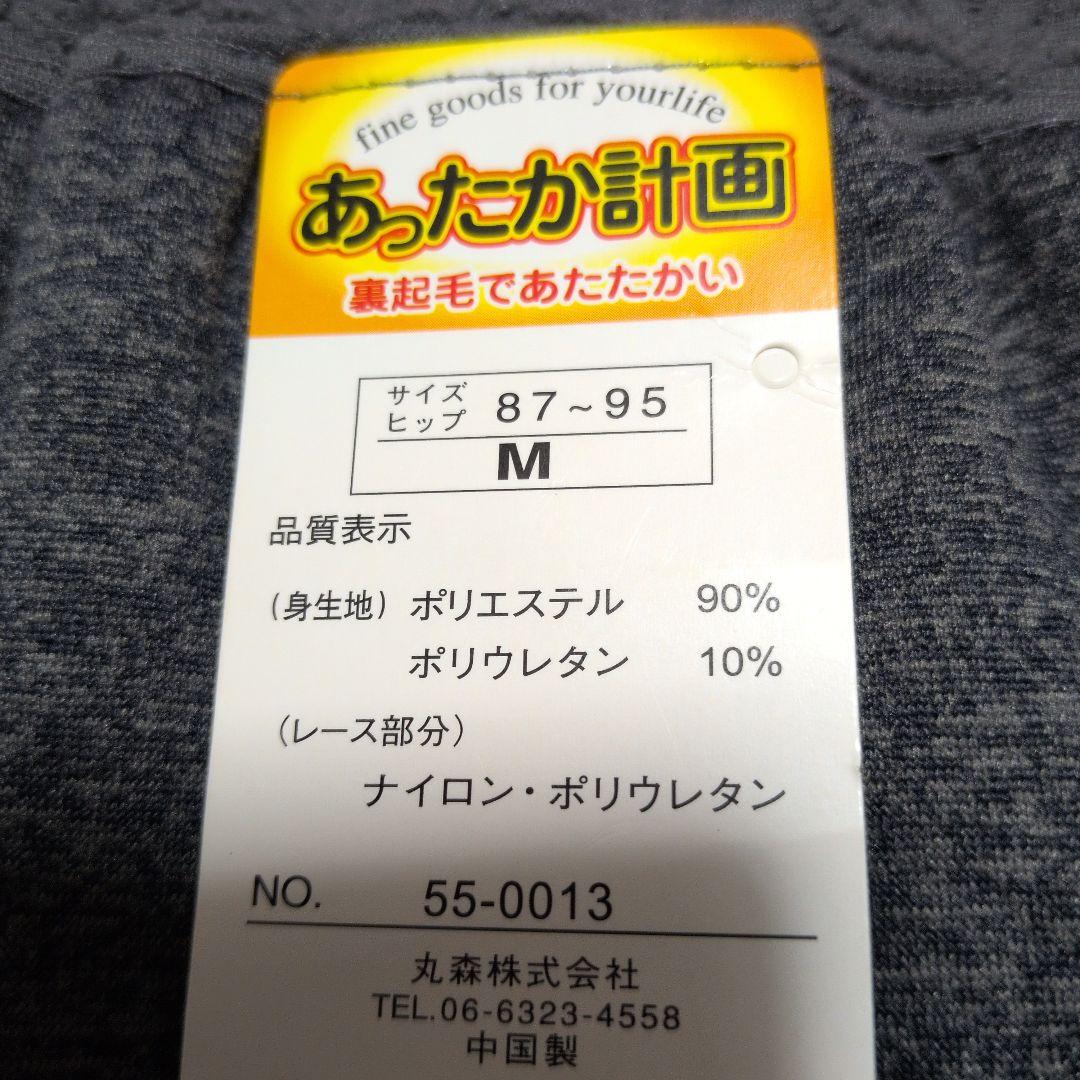 fine goods for yourlife
あったか計画
裏起毛であたたかい
サイズ
ヒップ 87~95
M
品質表示
(身生地) ポリエステル 90%
ポリウレタン 10%
(レース部分)
ナイロン・ポリウレタン
NO. 55-0013
丸森株式会社
TEL.06-6323-4558
中国製